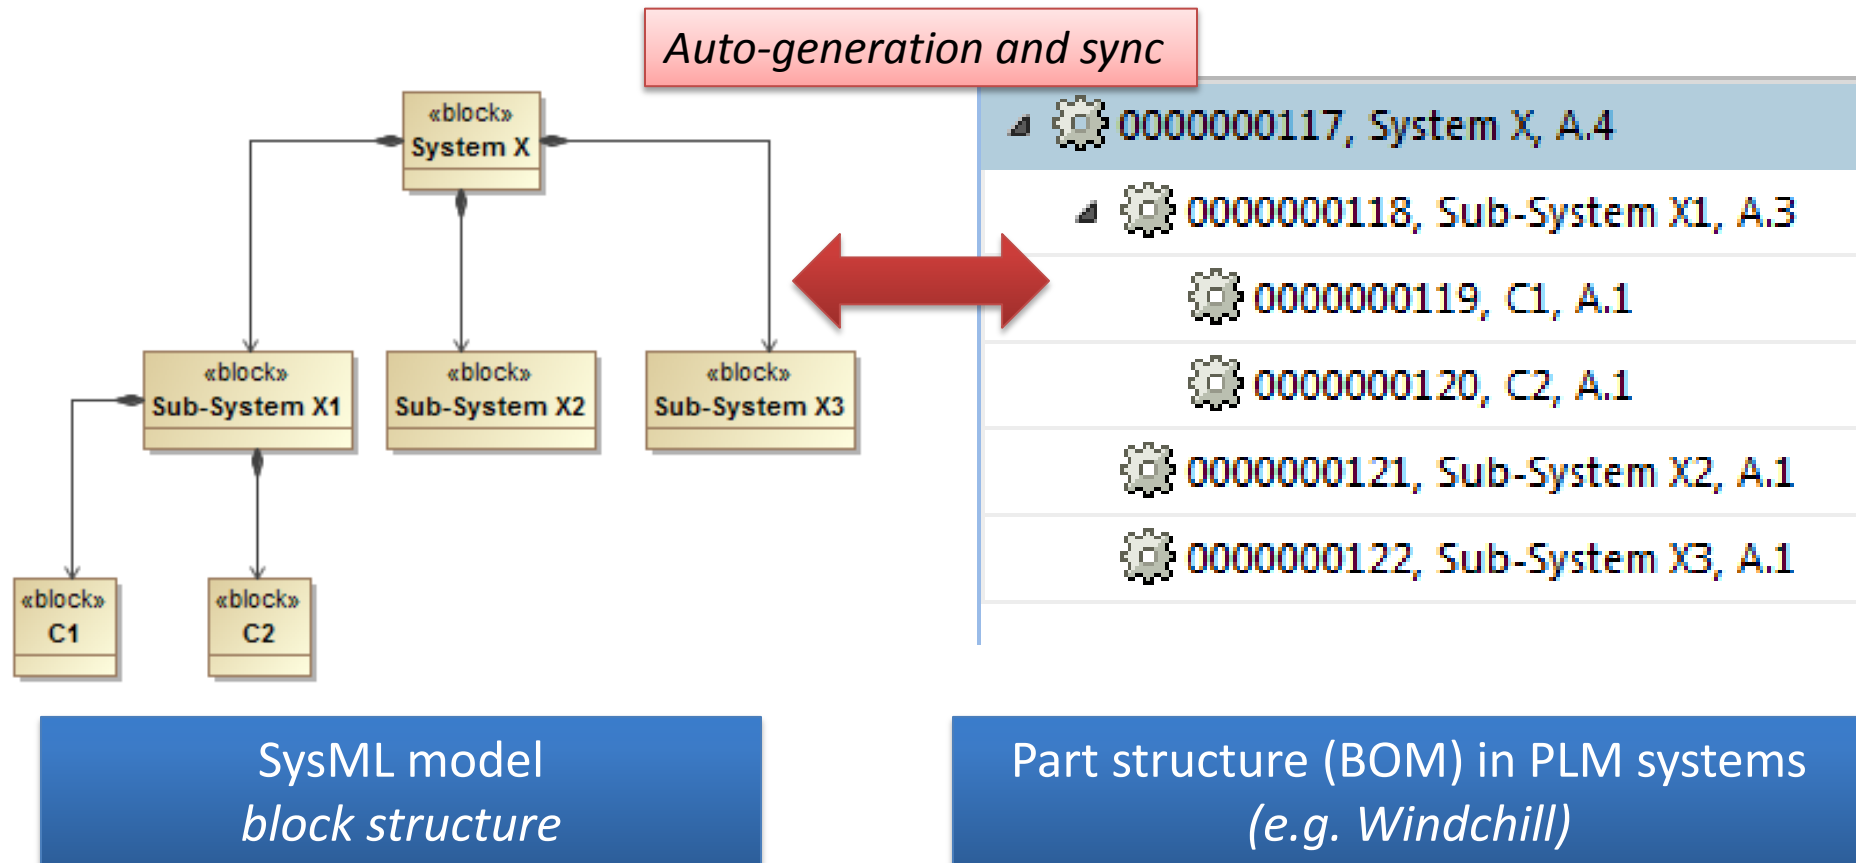 Auto-generation and sync
«block»
System X
«block»
Sub-System X1
«block»
Sub-System X2
«block»
Sub-System X3
«block»
C1
«block»
C2
0000000117, System X, A.4
0000000118, Sub-System X1, A.3
0000000119, C1, A.1
0000000120, C2, A.1
0000000121, Sub-System X2, A.1
0000000122, Sub-System X3, A.1
SysML model
block structure
Part structure (BOM) in PLM systems
(e.g. Windchill)